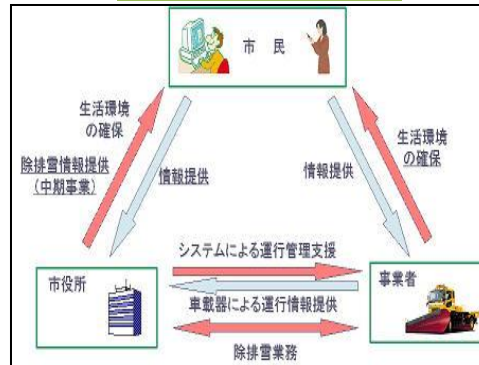 市 民
生活環境
の確保
除排雪情報提供
(中期事業)
情報提供
情報提供
生活環境
の確保
システムによる運行管理支援
市役所
事業者
車載器による運行情報提供
除排雪業務